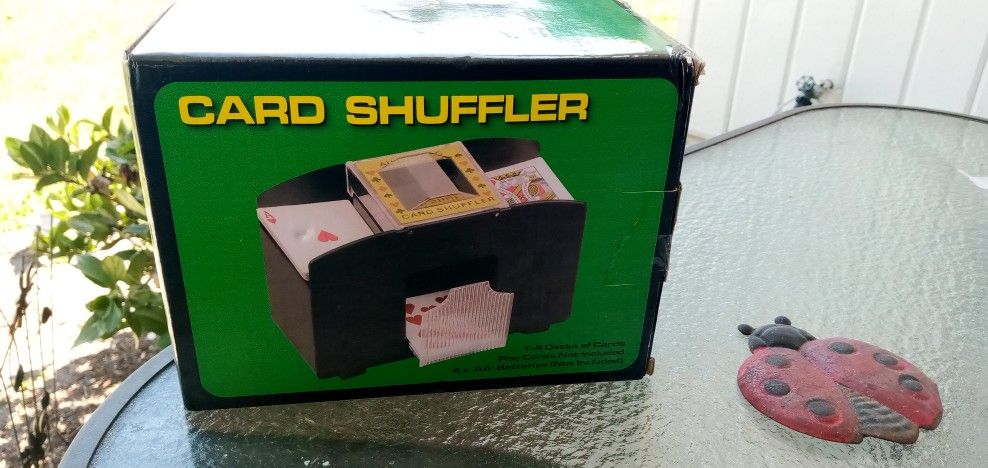 CARD SHUFFLER
CARD SHUFFLER
A
1-4 Decks of Cards
Play Cards Not Included
4 x 'AA' Batteries (Not Included)